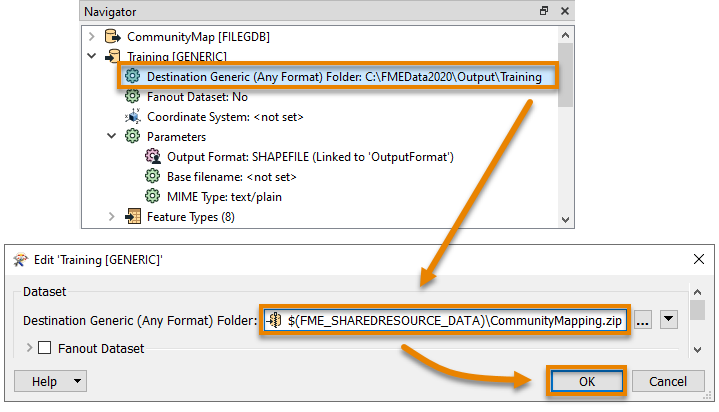 Navigator
CommunityMap [FILEGDB]
Training [GENERIC]
Destination Generic (Any Format) Folder: C:\FMEData2020\Output\Training
Fanout Dataset: No
Coordinate System: <not set>
Parameters
Output Format: SHAPEFILE (Linked to 'OutputFormat')
Base filename: <not set>
MIME Type: text/plain
Feature Types (8)
Edit 'Training [GENERIC]'
Dataset
Destination Generic (Any Format) Folder: $(FME_SHAREDRESOURCE_DATA)\CommunityMapping.zip ...
Fanout Dataset
Help OK Cancel